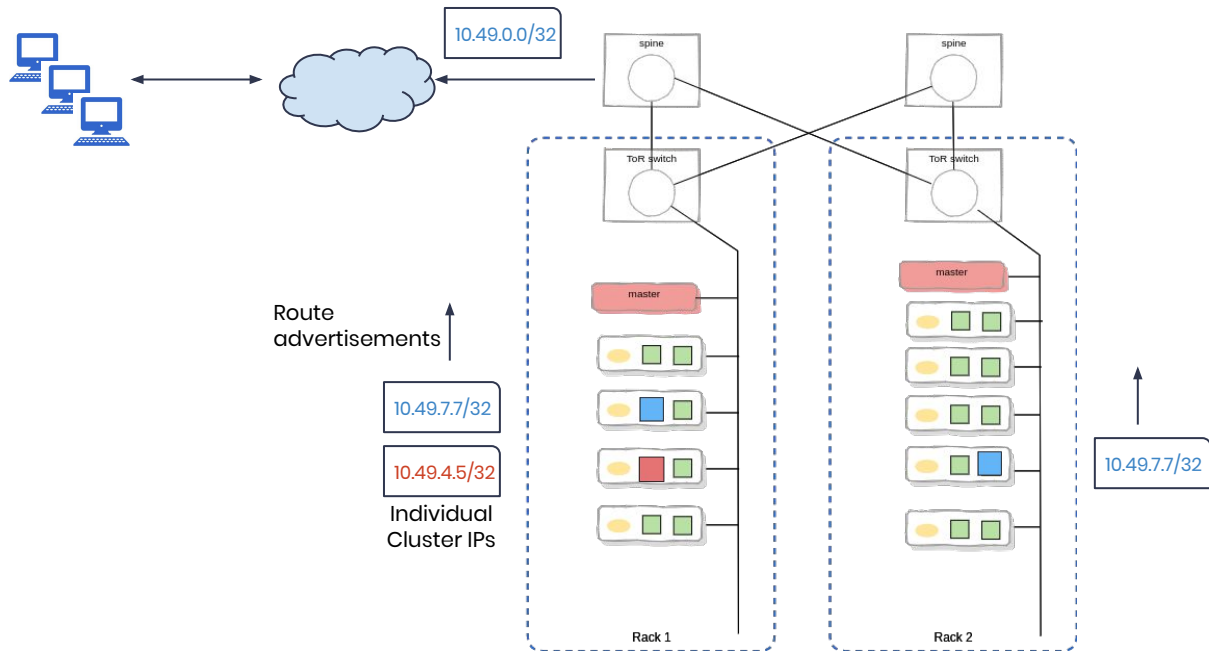 10.49.0.0/32
spine
spine
ToR switch
ToR switch
master
master
Route
advertisements
10.49.7.7/32
10.49.4.5/32
Individual
Cluster IPs
10.49.7.7/32
Rack 1
Rack 2